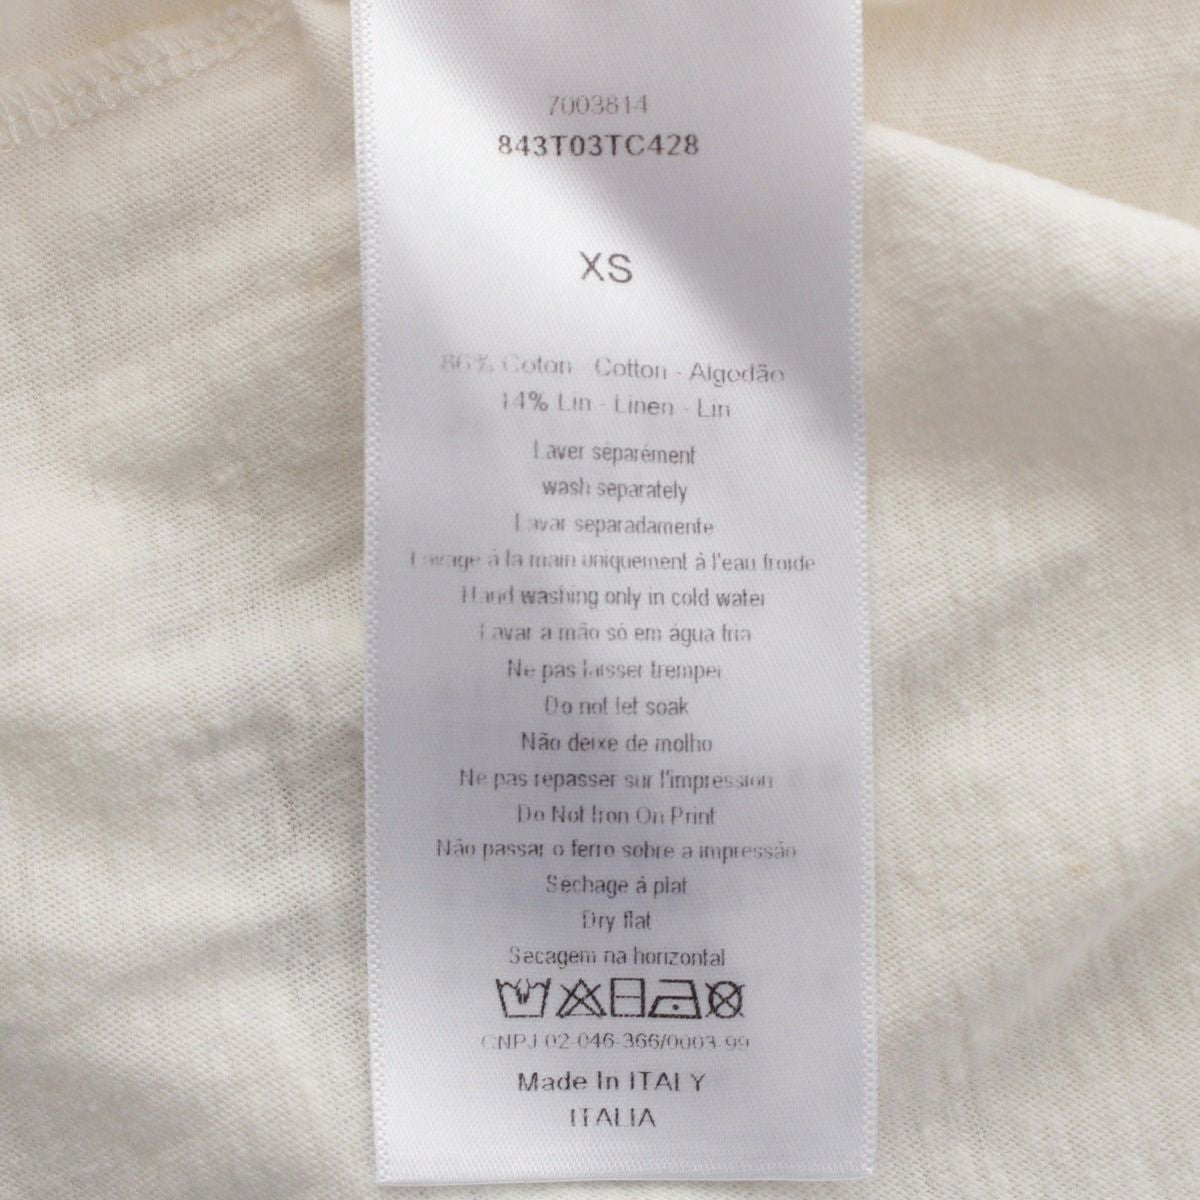 7003814
843T03TC428
XS
86% Coton - Cotton - Algodão
14% Lin - Linen - Lin
Laver séparément
wash separately
Lavar separadamente
Lavage à la main uniquement à l'eau froide
Hand washing only in cold water
Lavar a mão só em água fria
Ne pas laisser tremper
Do not let soak
Não deixe de molho
Ne pas repasser sur l'impression
Do Not Iron On Print
Não passar o ferro sobre a impressão
Séchage à plat
Dry flat
Secagem na horizontal
CNPJ 02-046-366/0003-99
Made In ITALY
ITALIA